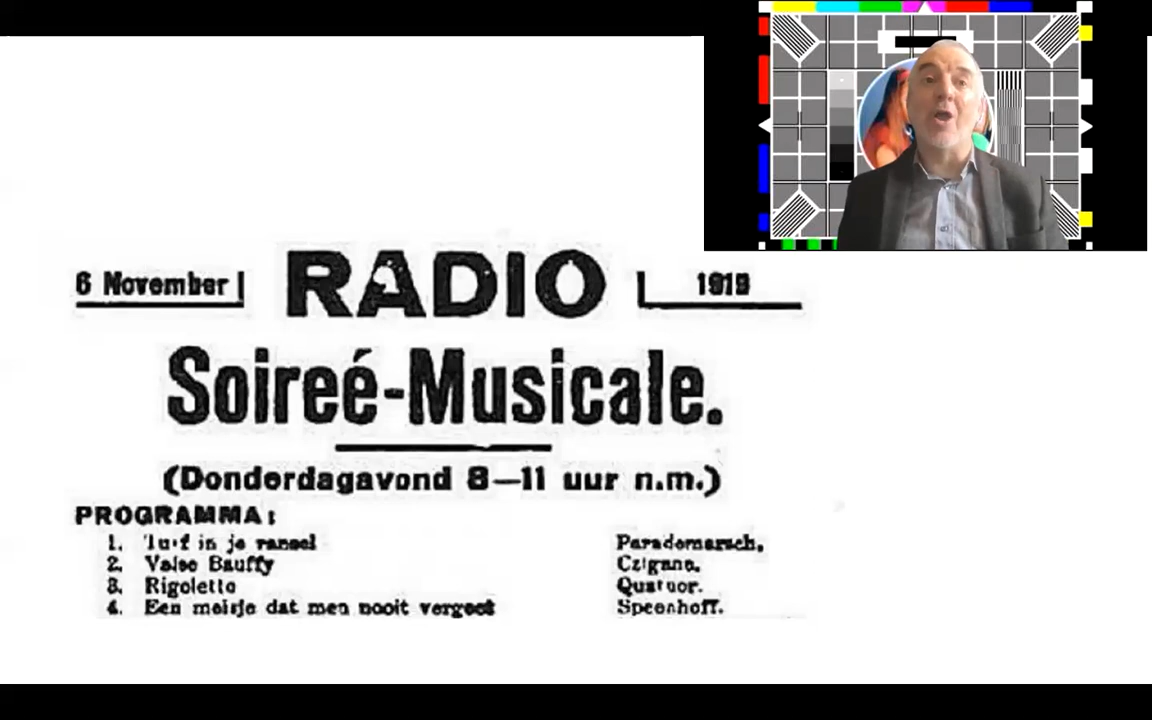 6 November RADIO 1919
Soireé-Musicale.
(Donderdagavond 8—11 uur n.m.)
PROGRAMMA:
1. Turf in je ransel Parademarsch.
2. Valse Bauffy Czigane.
3. Rigoletto Quatuor.
4. Een meisje dat men nooit vergeet Speenhoff.